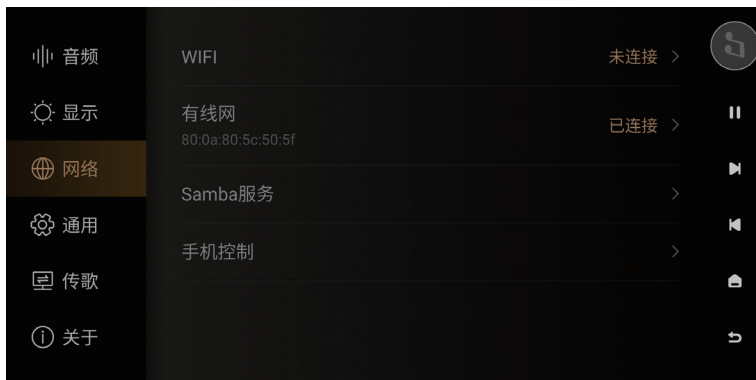 音频
显示
网络
通用
传歌
关于
WIFI
未连接
有线网
80:0a:80:5c:50:5f
已连接
Samba服务
手机控制